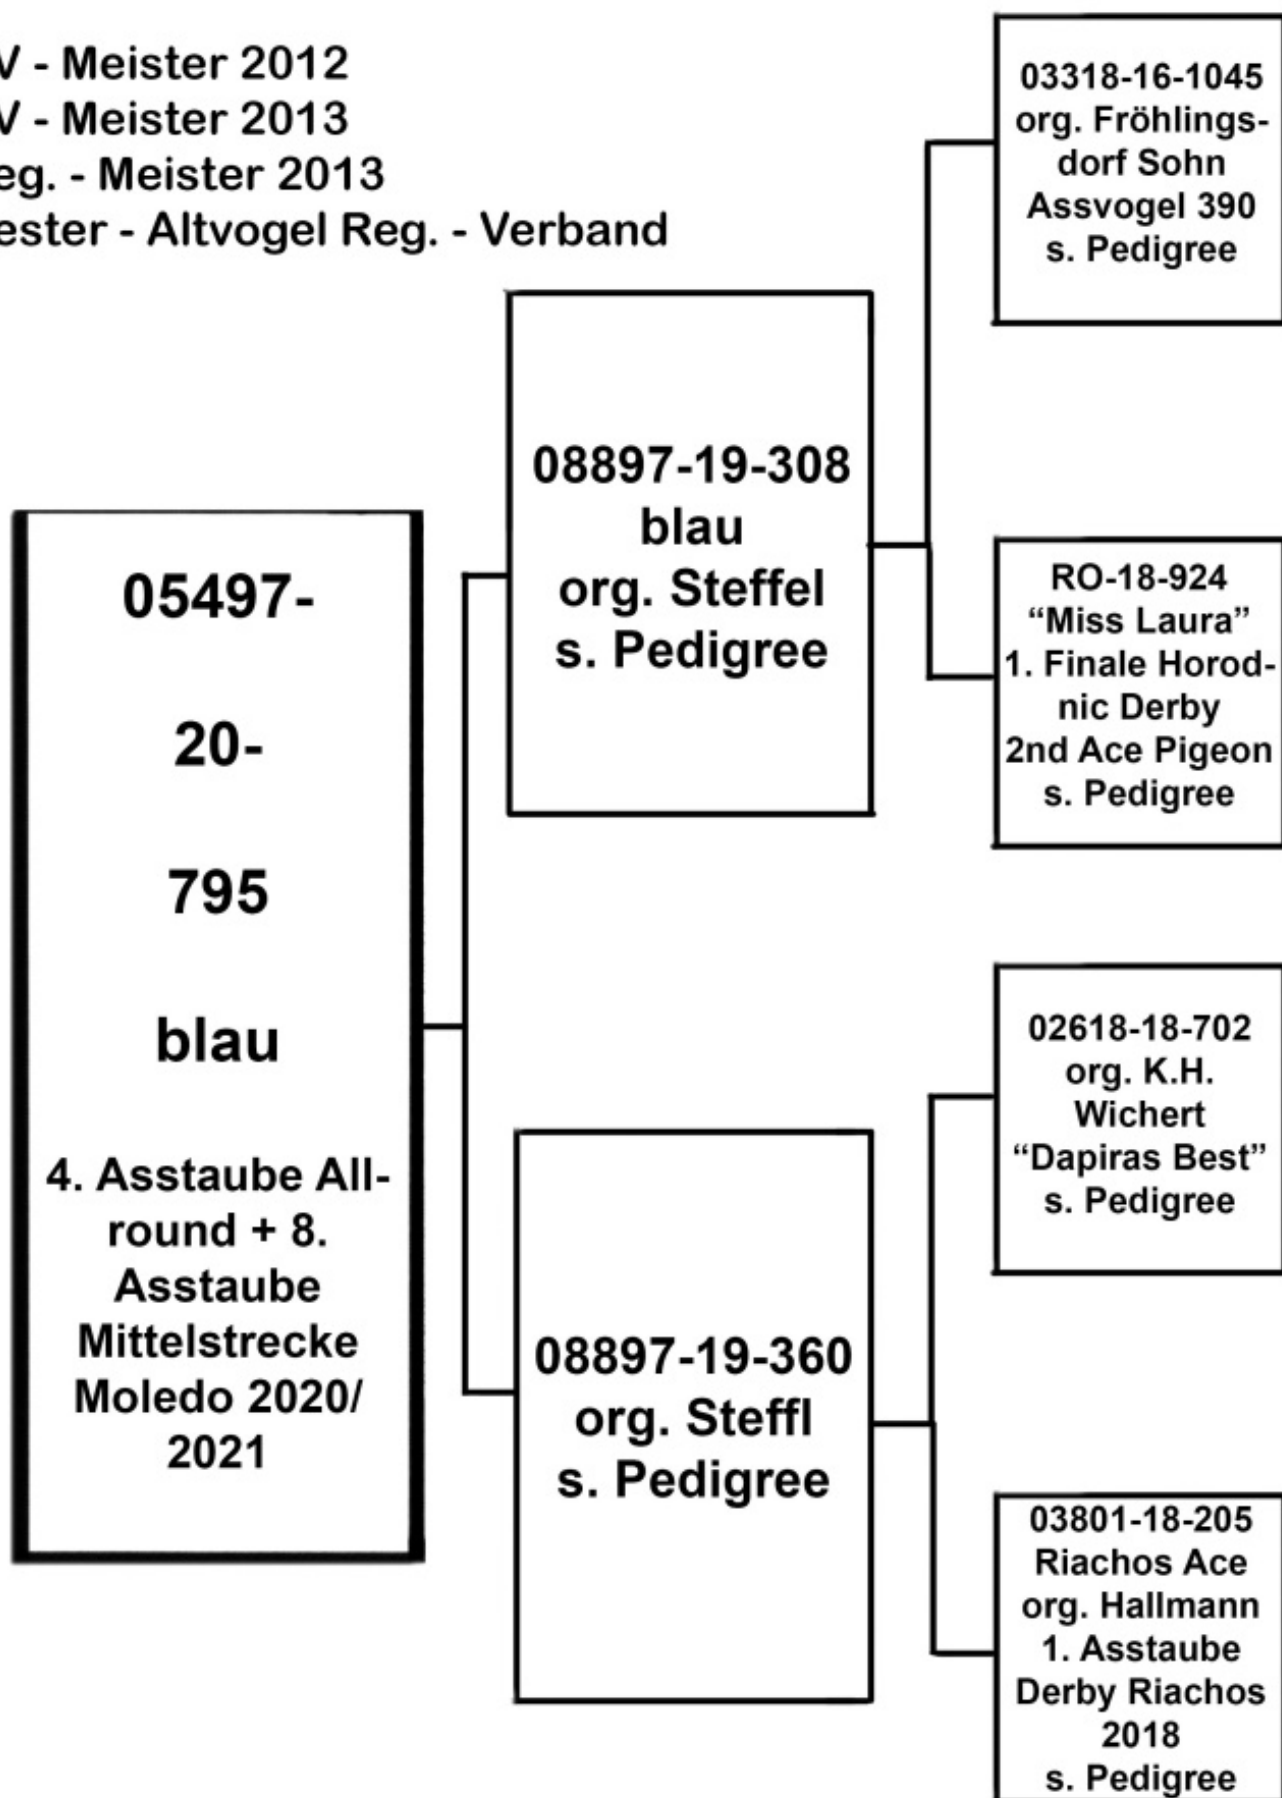 V - Meister 2012
V - Meister 2013
eg. - Meister 2013
ester - Altvogel Reg. - Verband
05497-
20-
795
blau
4. Asstaube All-
round + 8.
Asstaube
Mittelstrecke
Moledo 2020/
2021
08897-19-308
blau
org. Steffel
s. Pedigree
08897-19-360
org. Steffl
s. Pedigree
03318-16-1045
org. Fröhlings-
dorf Sohn
Assvogel 390
s. Pedigree
RO-18-924
“Miss Laura”
1. Finale Horod-
nic Derby
2nd Ace Pigeon
s. Pedigree
02618-18-702
org. K.H.
Wichert
“Dapiras Best”
s. Pedigree
03801-18-205
Riachos Ace
org. Hallmann
1. Asstaube
Derby Riachos
2018
s. Pedigree